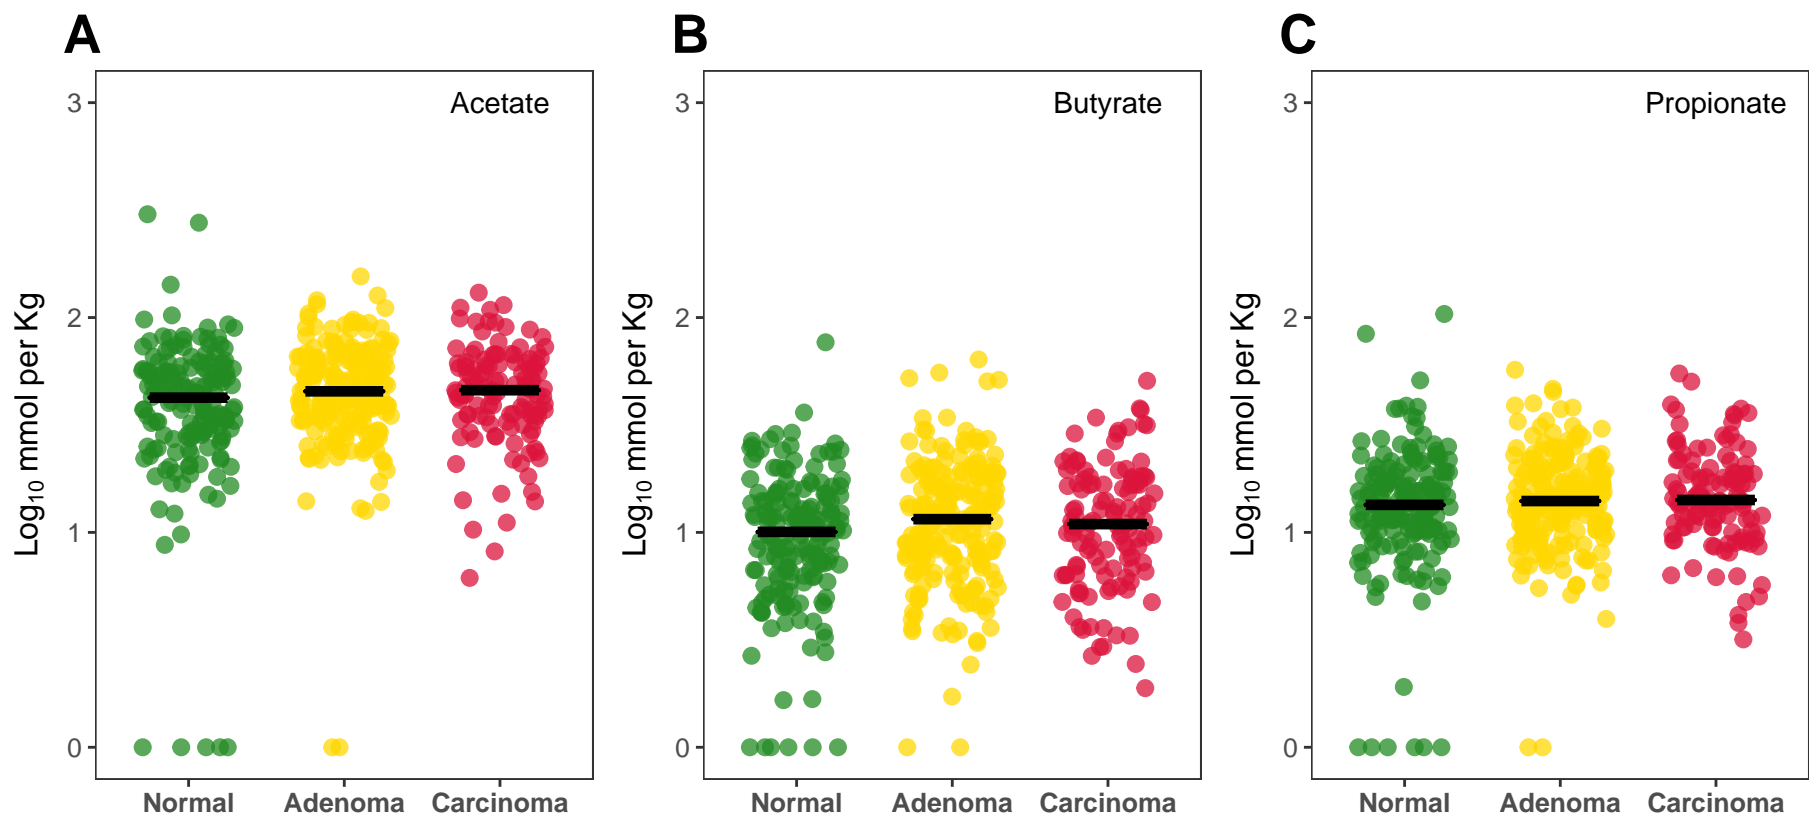 A
Acetate
3
2
1
0
Log10 mmol per Kg
Normal Adenoma Carcinoma
B
Butyrate
3
2
1
0
Log10 mmol per Kg
Normal Adenoma Carcinoma
C
Propionate
3
2
1
0
Log10 mmol per Kg
Normal Adenoma Carcinoma